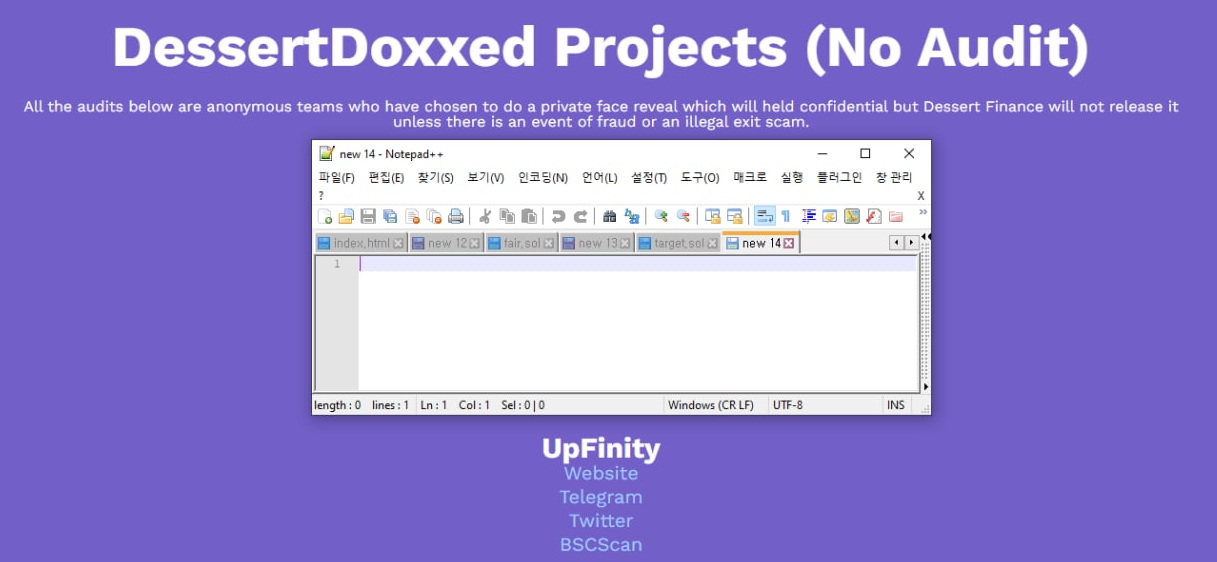 DessertDoxxed Projects (No Audit)
All the audits below are anonymous teams who have chosen to do a private face reveal which will held confidential but Dessert Finance will not release it
unless there is an event of fraud or an illegal exit scam.
new 14 - Notepad++
파일(F) 편집(E) 찾기(S) 보기(V) 인코딩(N) 언어(L) 설정(T) 도구(O) 매크로 실행 플러그인 창 관리
? X
index.html new 12 fair.sol new 13 target.sol new 14
1
length : 0 lines : 1 Ln : 1 Col : 1 Sel : 0 | 0 Windows (CR LF) UTF-8 INS
UpFinity
Website
Telegram
Twitter
BSCScan